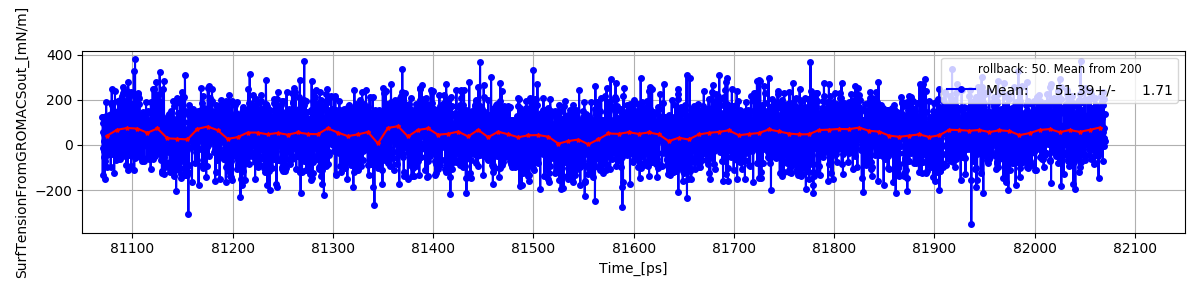 SurfTensionFromGROMACSout_[mN/m]
400
200
0
−200
rollback: 50. Mean from 200
Mean: 51.39+/- 1.71
81100 81200 81300 81400 81500 81600 81700 81800 81900 82000 82100
Time_[ps]